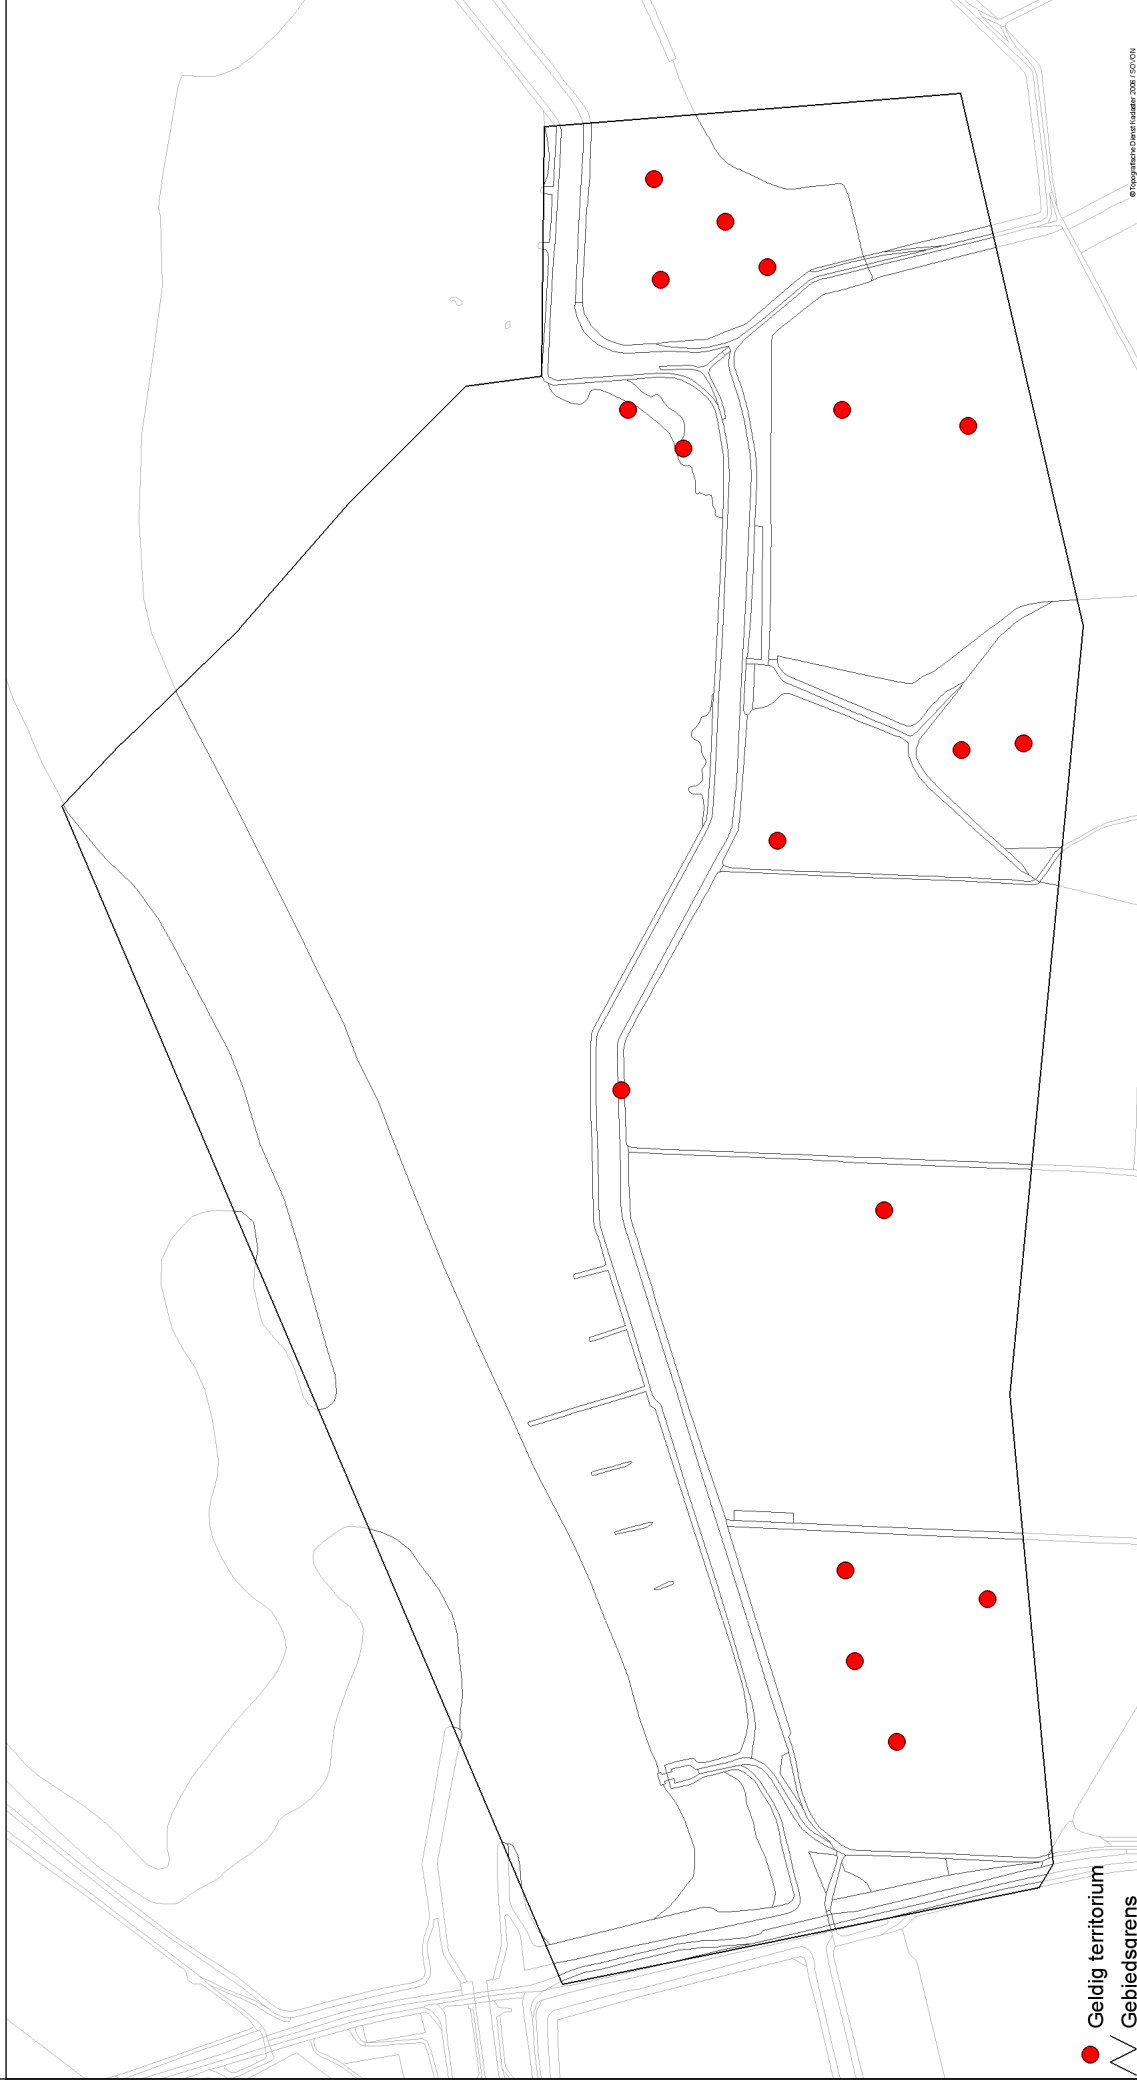 Geldig territorium
Gebiedsgrens
© Topografische Dienst Kadaster 2006 / SOVON